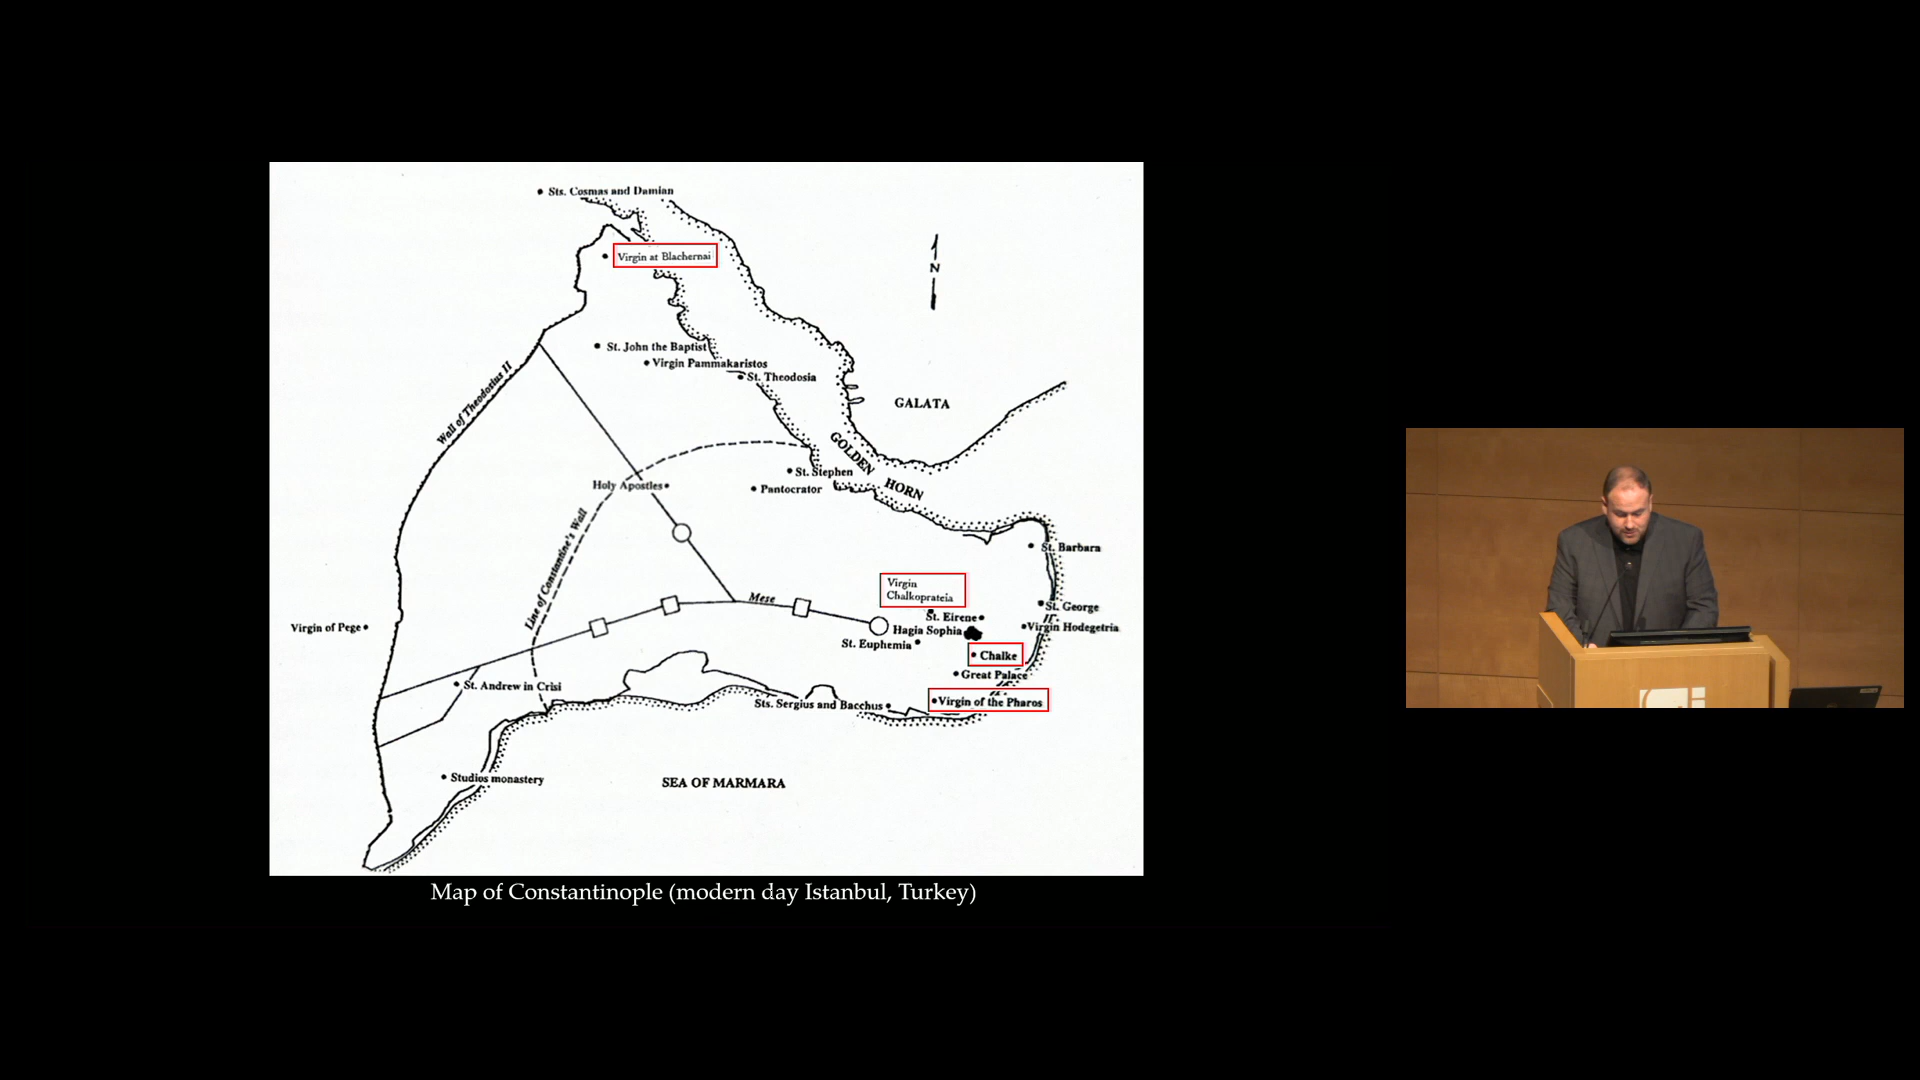 Sts. Cosmas and Damian
Virgin at Blachernai
N
St. John the Baptist
Virgin Pammakaristos
St. Theodosia
Wall of Theodosius II
GALATA
GOLDEN HORN
St. Stephen
Holy Apostles
Pantocrator
Line of Constantine's Wall
St. Barbara
Virgin
Chalkoprateia
Mese
St. George
St. Eirene
Virgin of Pege
Hagia Sophia
Virgin Hodegetria
St. Euphemia
Chalke
Great Palace
St. Andrew in Crisi
Virgin of the Pharos
Sts. Sergius and Bacchus
Studios monastery
SEA OF MARMARA
Map of Constantinople (modern day Istanbul, Turkey)